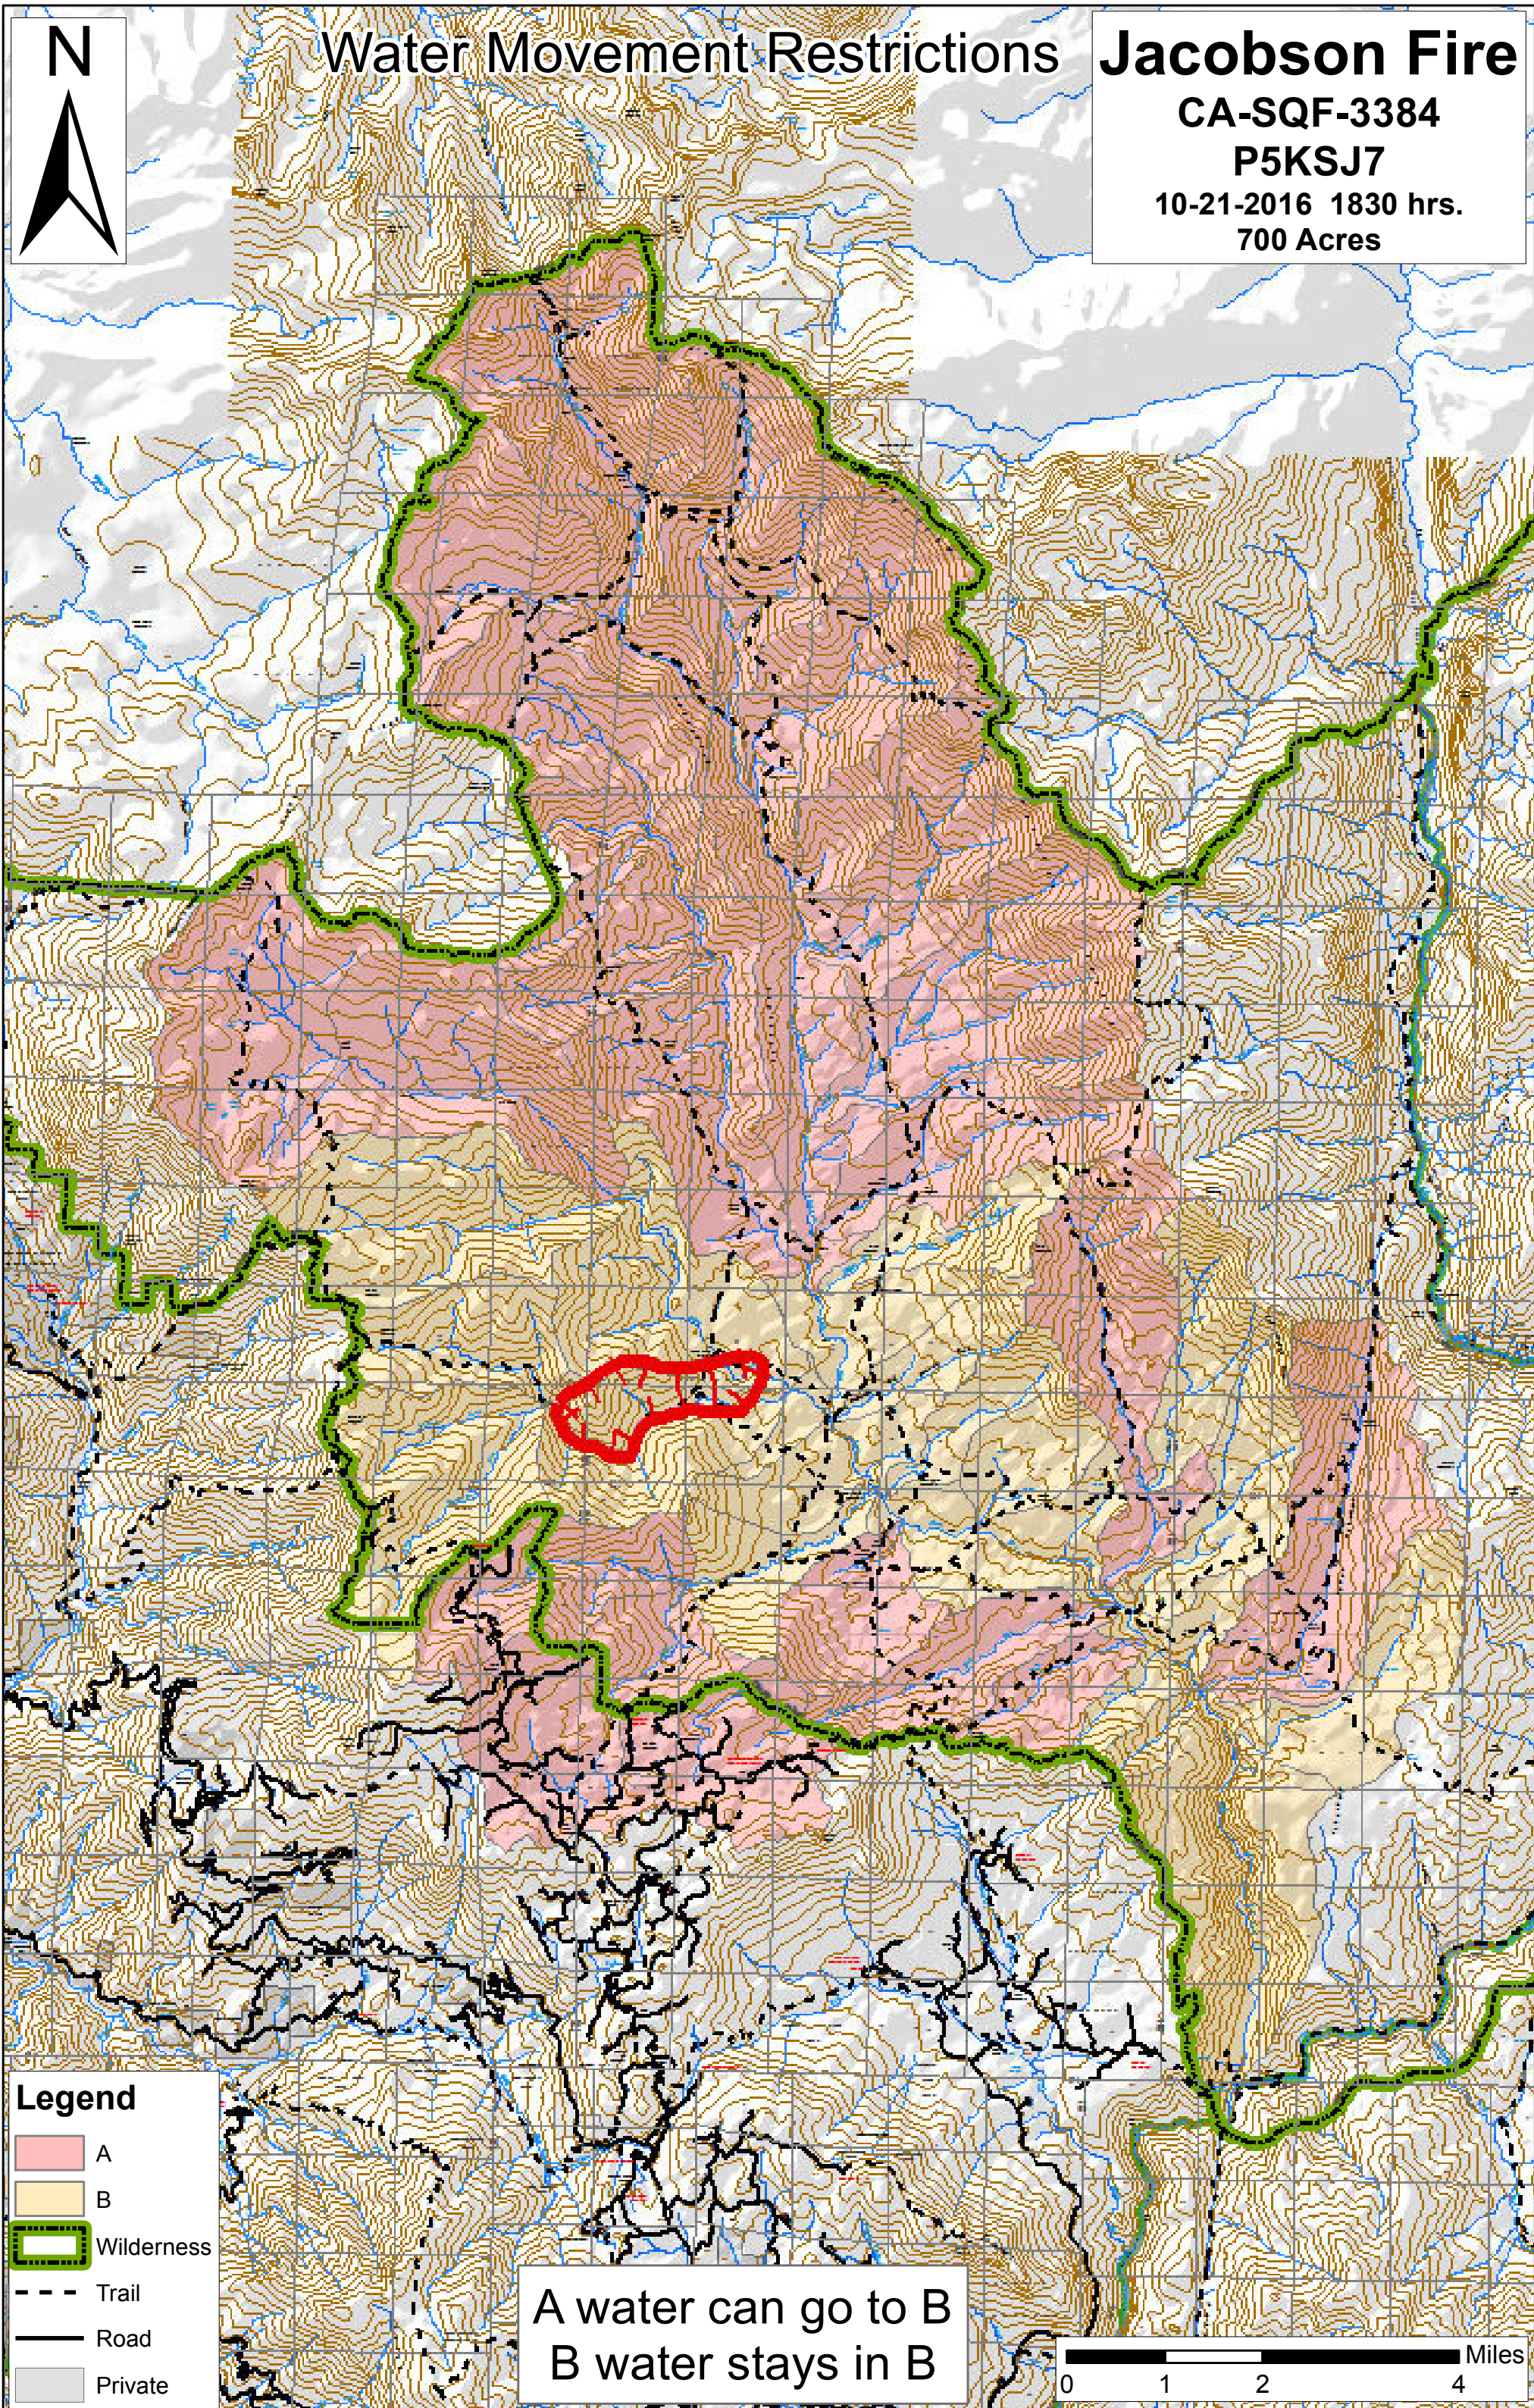 N
Water Movement Restrictions
Jacobson Fire
CA-SQF-3384
P5KSJ7
10-21-2016 1830 hrs.
700 Acres
Legend
A
B
Wilderness
Trail
Road
Private
A water can go to B
B water stays in B
Miles
0 1 2 4